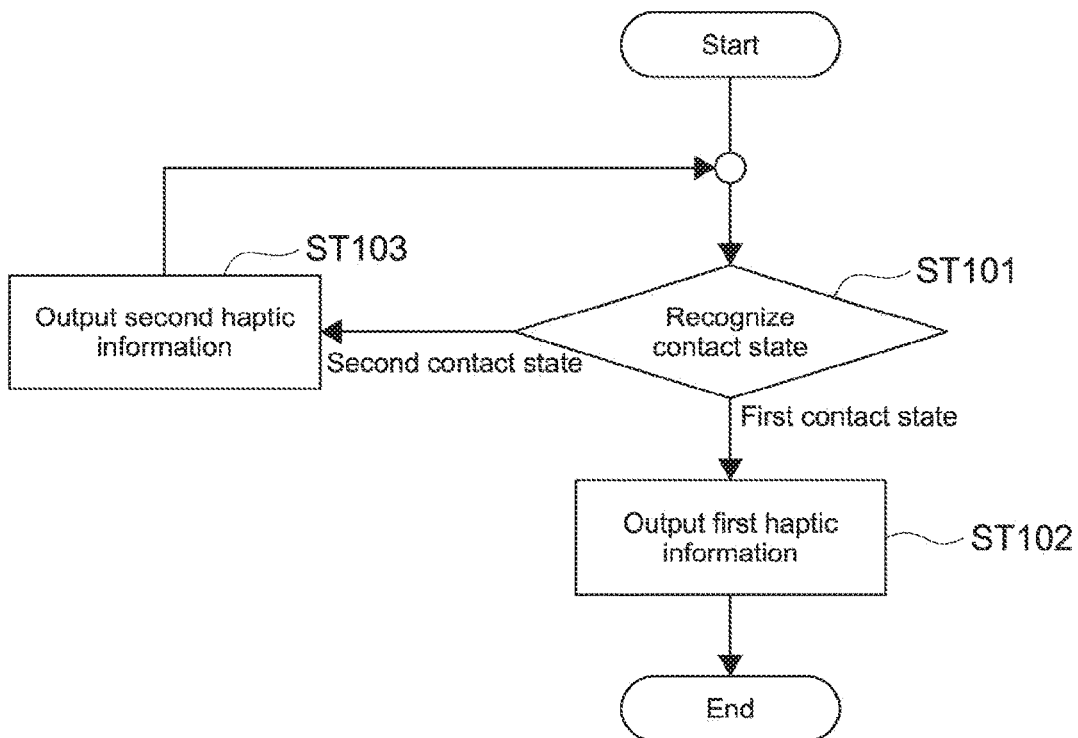 Start
ST103
ST101
Output second haptic
information
Recognize
contact state
Second contact state
First contact state
Output first haptic
information
ST102
End